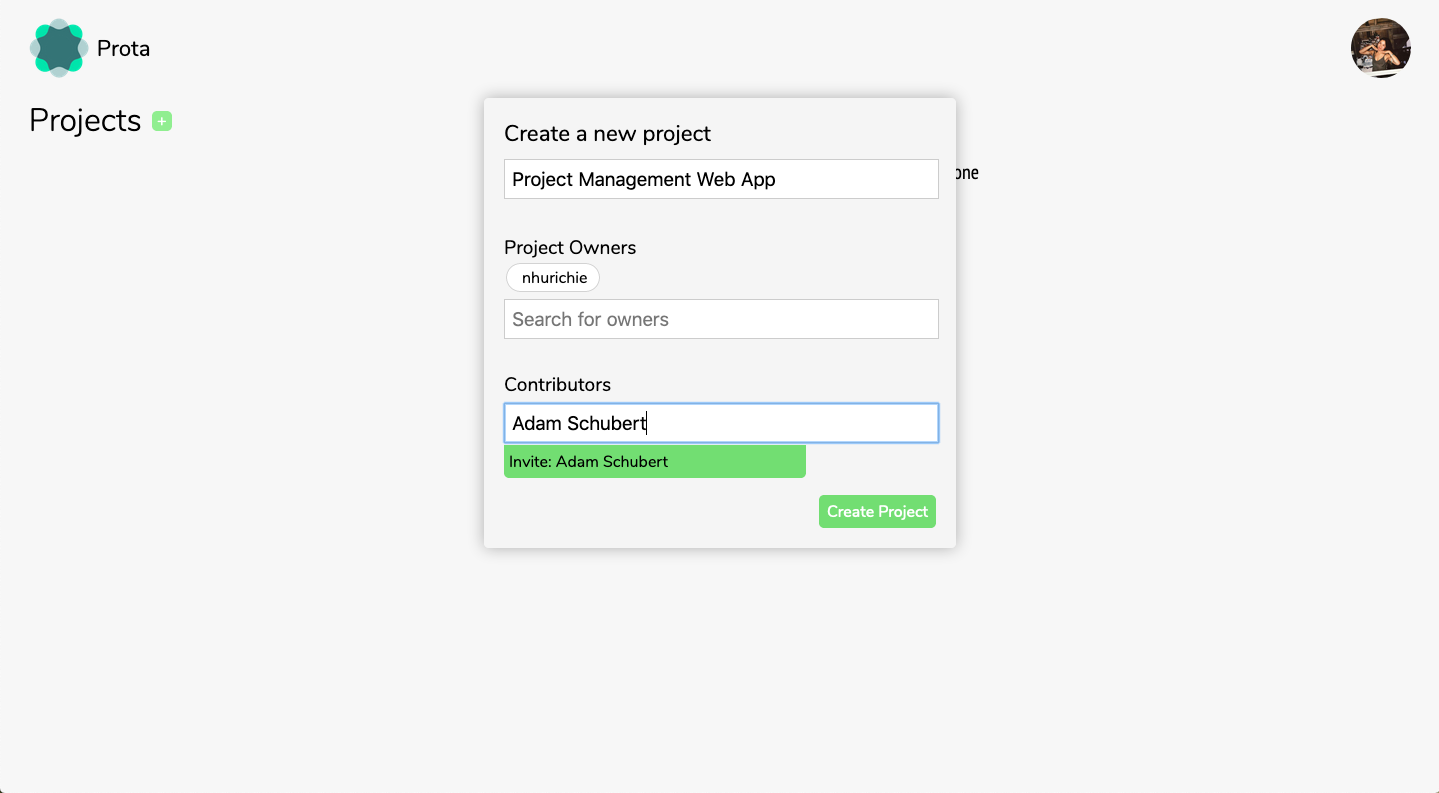 Prota
Projects +
Create a new project
Project Management Web App
one
Project Owners
nhurichie
Search for owners
Contributors
Adam Schubert
Invite: Adam Schubert
Create Project